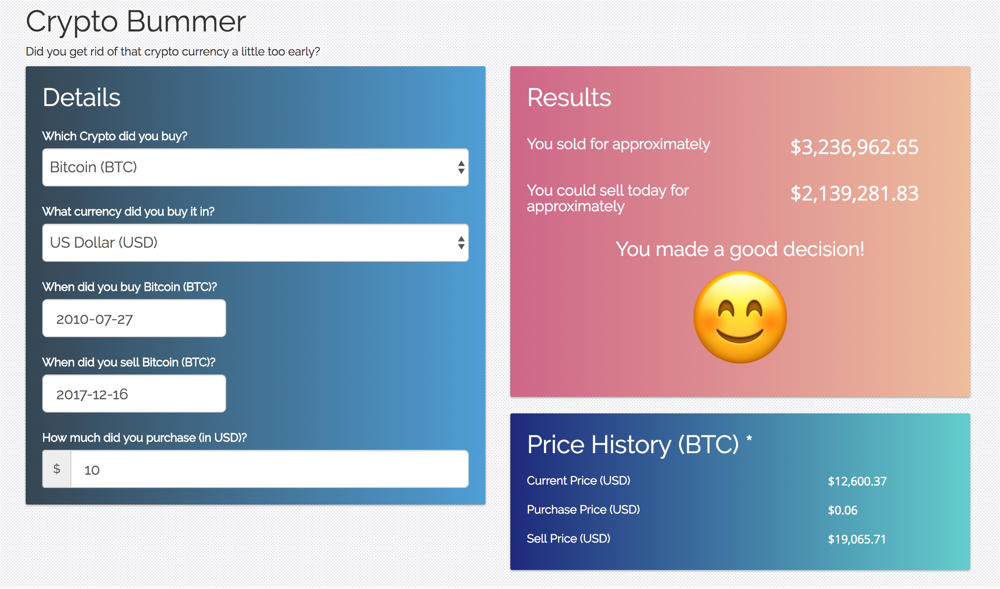 Crypto Bummer
Did you get rid of that crypto currency a little too early?
Details
Which Crypto did you buy?
Bitcoin (BTC)
What currency did you buy it in?
US Dollar (USD)
When did you buy Bitcoin (BTC)?
2010-07-27
When did you sell Bitcoin (BTC)?
2017-12-16
How much did you purchase (in USD)?
$ 10
Results
You sold for approximately $3,236,962.65
You could sell today for $2,139,281.83
approximately
You made a good decision!
Price History (BTC) *
Current Price (USD) $12,600.37
Purchase Price (USD) $0.06
Sell Price (USD) $19,065.71